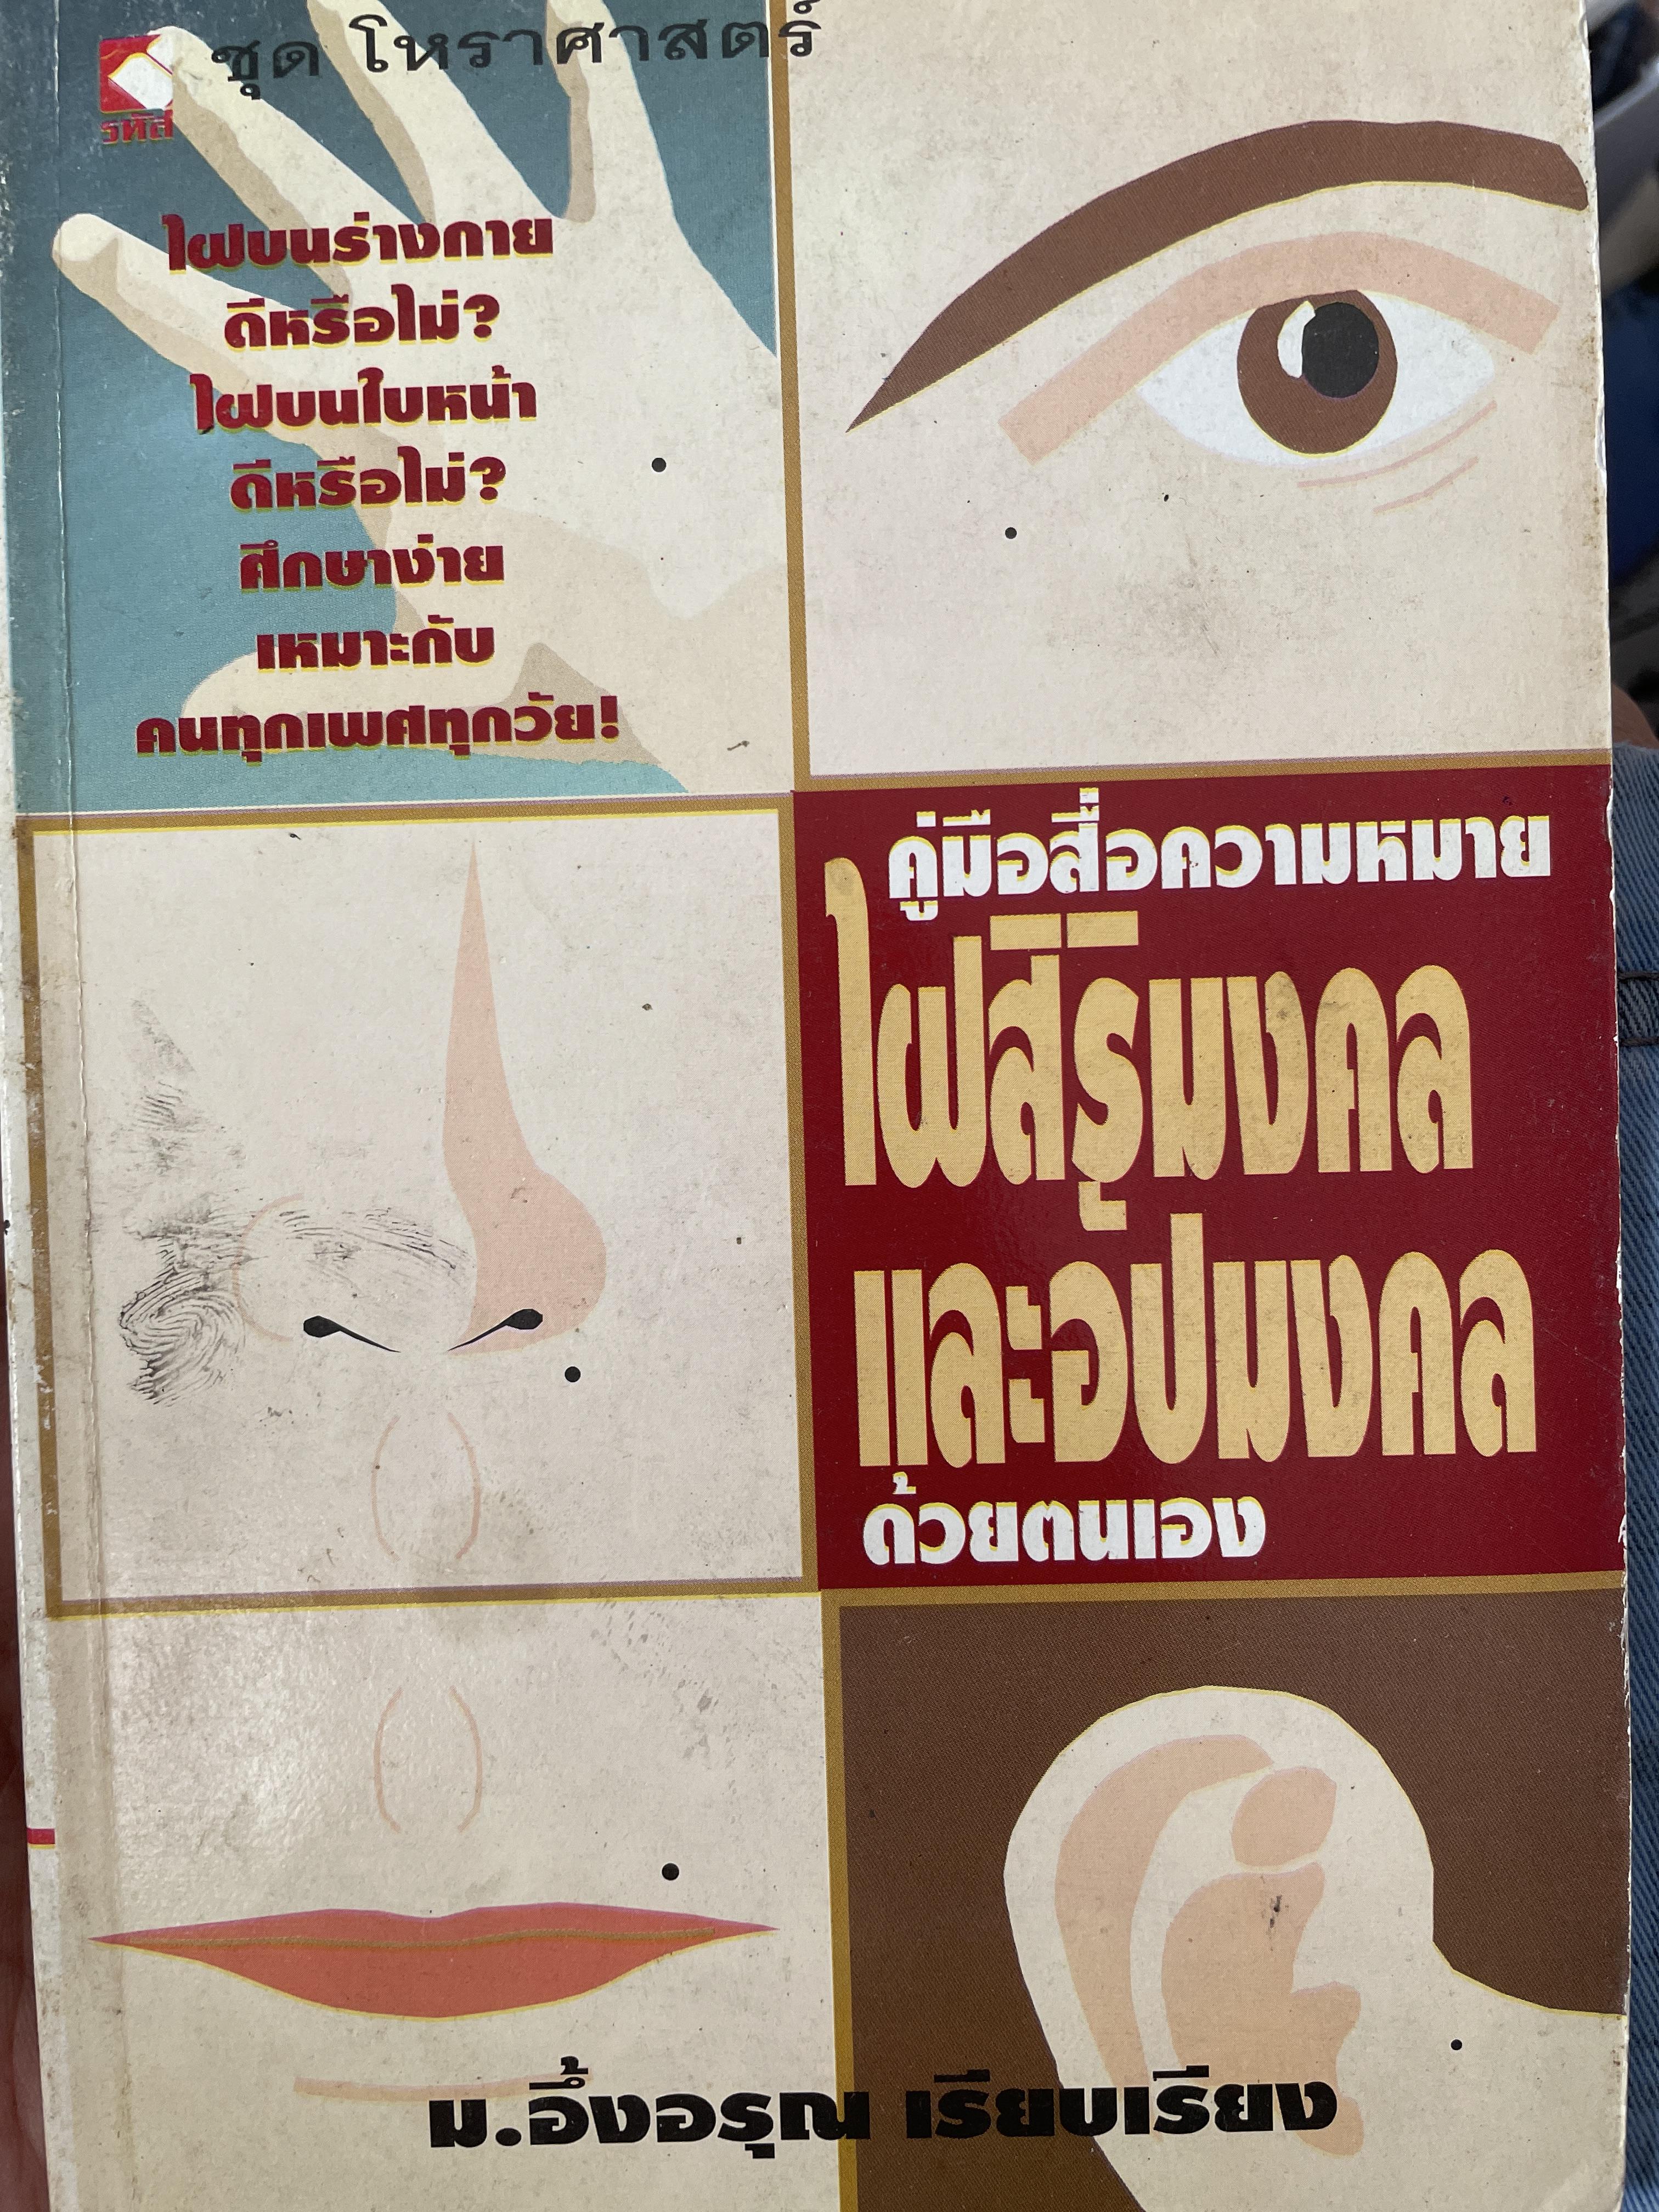 ชุด โหราศาสตร์
รหัส
ไฝบนร่างกาย
ดีหรือไม่?
ไฝบนใบหน้า
ดีหรือไม่?
ศึกษาง่าย
เหมาะกับ
คนทุกเพศทุกวัย!
คู่มือสื่อความหมาย
ไฝสิริุมงคล
และอปมงคล
ด้วยตนเอง
ม.อึ้งอรุณ เรียบเรียง